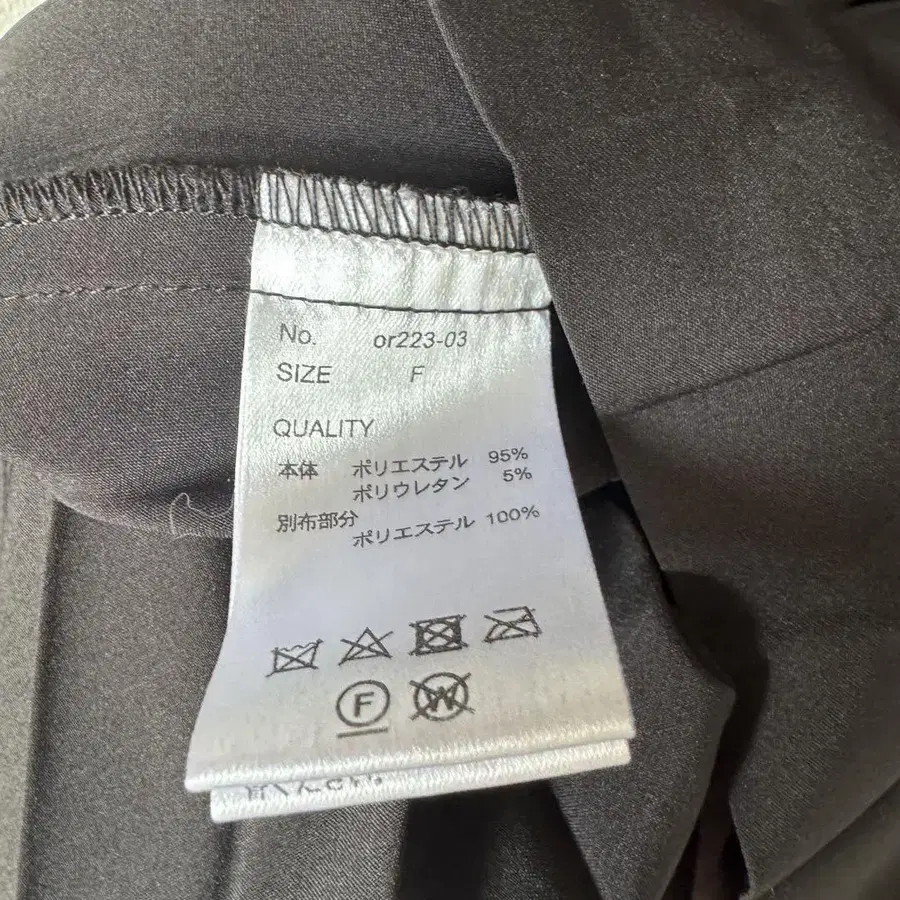 No. or223-03
SIZE F
QUALITY
本体 ポリエステル 95%
ポリウレタン 5%
別布部分
ポリエステル 100%
F
W